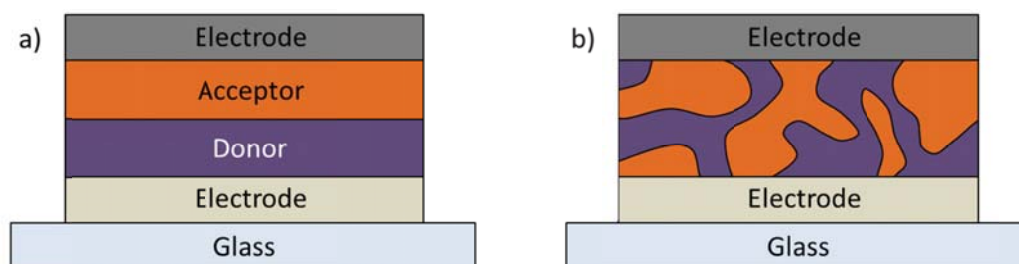 a)
Electrode
Acceptor
Donor
Electrode
Glass
b)
Electrode
Electrode
Glass